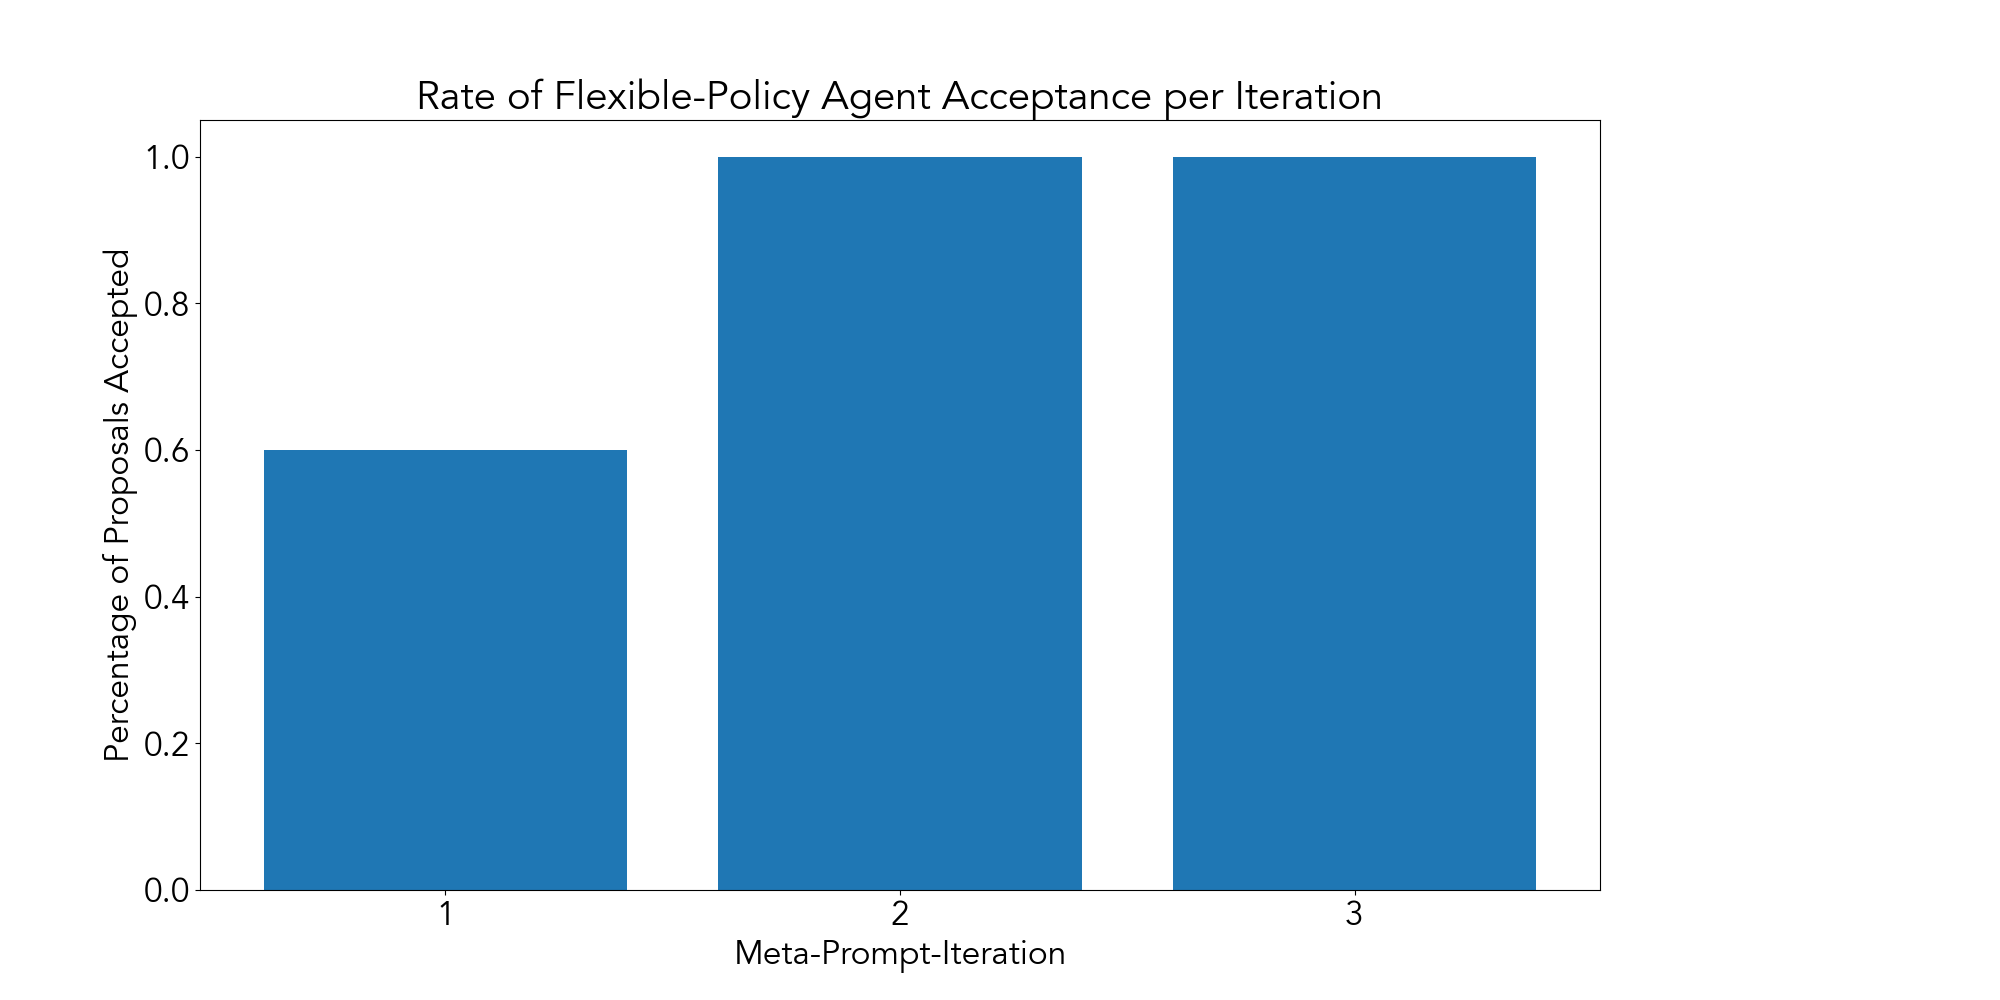 Rate of Flexible-Policy Agent Acceptance per Iteration
Percentage of Proposals Accepted
1.0
0.8
0.6
0.4
0.2
0.0
1 2 3
Meta-Prompt-Iteration